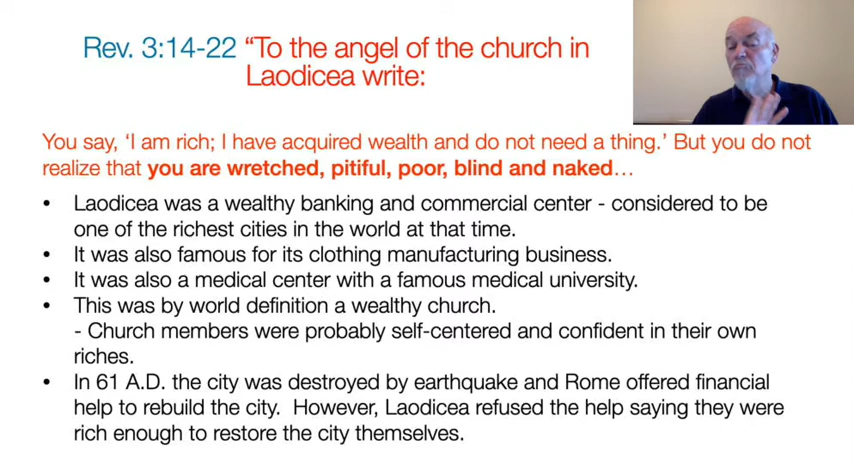 Rev. 3:14-22 “To the angel of the church in
Laodicea write:
You say, ‘I am rich; I have acquired wealth and do not need a thing.’ But you do not
realize that you are wretched, pitiful, poor, blind and naked…
• Laodicea was a wealthy banking and commercial center - considered to be
one of the richest cities in the world at that time.
• It was also famous for its clothing manufacturing business.
• It was also a medical center with a famous medical university.
• This was by world definition a wealthy church.
- Church members were probably self-centered and confident in their own
riches.
• In 61 A.D. the city was destroyed by earthquake and Rome offered financial
help to rebuild the city. However, Laodicea refused the help saying they were
rich enough to restore the city themselves.